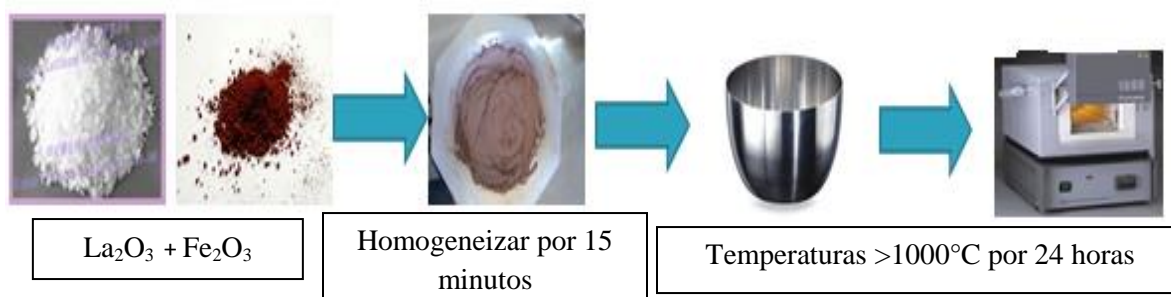 La₂O₃ + Fe₂O₃
Homogeneizar por 15
minutos
Temperaturas >1000°C por 24 horas